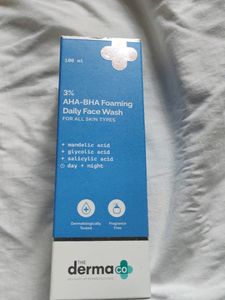 100 ml
3%
AHA-BHA Foaming
Daily Face Wash
FOR ALL SKIN TYPES
+ mandelic acid
+ glycolic acid
+ salicylic acid
day + night
Dermatologically
Tested
Fragrance
Free
THE
derma co